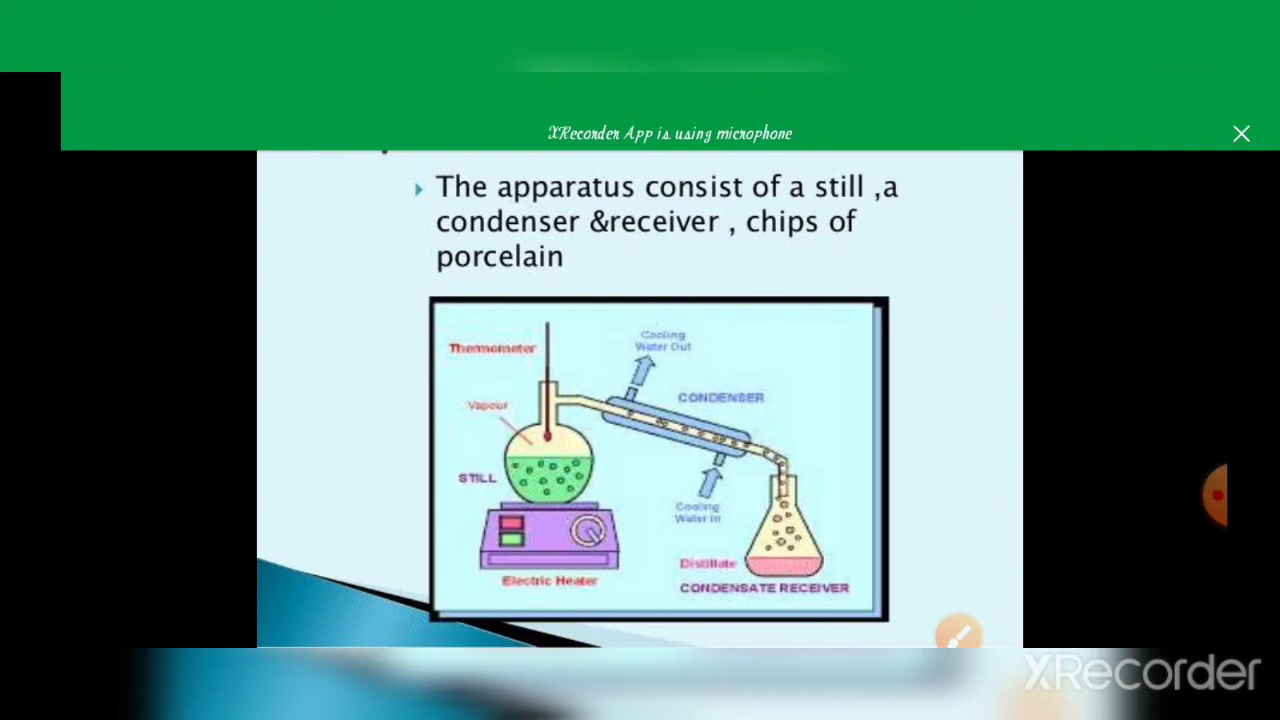 XRecorder App is using microphone
The apparatus consist of a still ,a
condenser &receiver , chips of
porcelain
Cooling
Water Out
Thermometer
CONDENSER
Vapour
STILL
Cooling
Water In
Distillate
Electric Heater
CONDENSATE RECEIVER
XRecorder